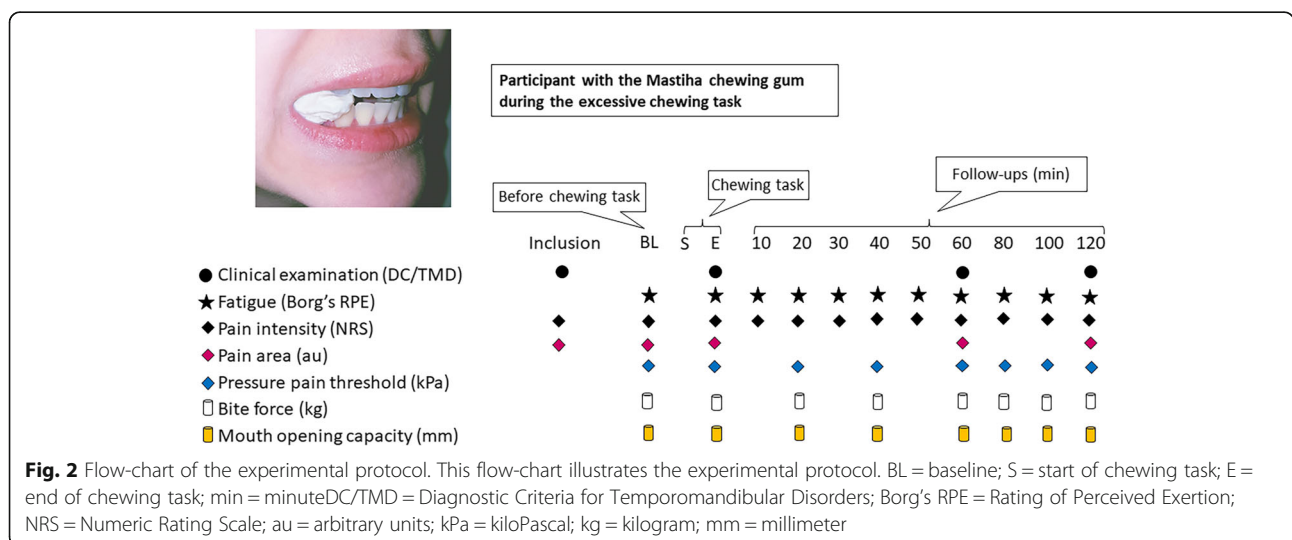 Participant with the Mastiha chewing gum
during the excessive chewing task
Before chewing task
Chewing task
Follow-ups (min)
Inclusion BL S E 10 20 30 40 50 60 80 100 120
Clinical examination (DC/TMD)
Fatigue (Borg's RPE)
Pain intensity (NRS)
Pain area (au)
Pressure pain threshold (kPa)
Bite force (kg)
Mouth opening capacity (mm)
Fig. 2 Flow-chart of the experimental protocol. This flow-chart illustrates the experimental protocol. BL = baseline; S = start of chewing task; E =
end of chewing task; min = minuteDC/TMD = Diagnostic Criteria for Temporomandibular Disorders; Borg's RPE = Rating of Perceived Exertion;
NRS = Numeric Rating Scale; au = arbitrary units; kPa = kiloPascal; kg = kilogram; mm = millimeter